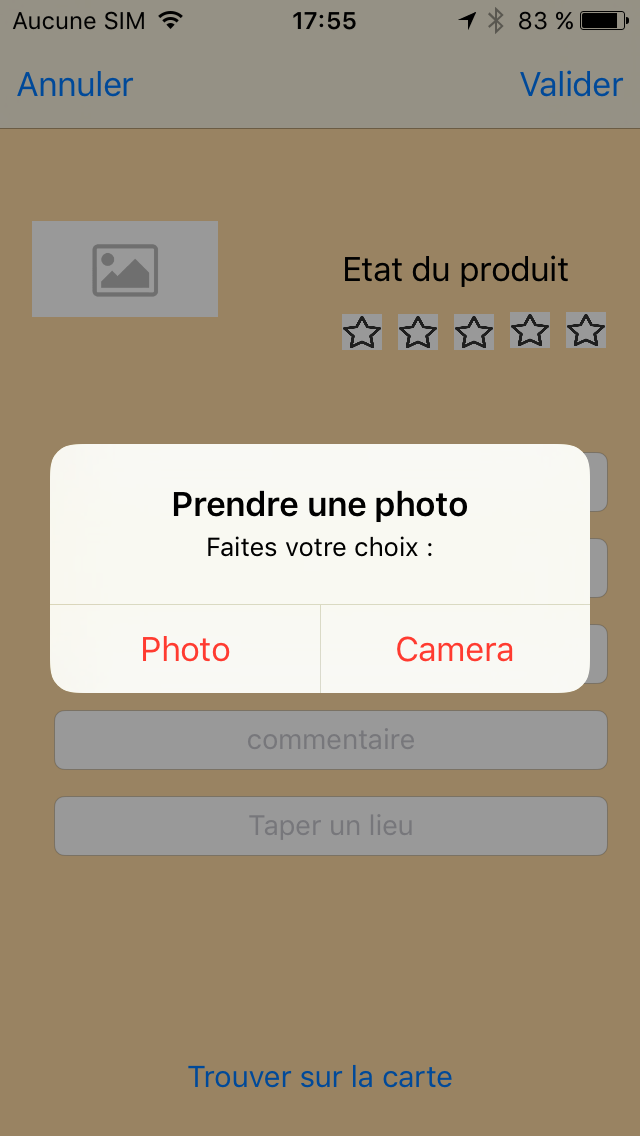 Aucune SIM 17:55 83 %
Annuler Valider
Etat du produit
Prendre une photo
Faites votre choix :
Photo Camera
commentaire
Taper un lieu
Trouver sur la carte